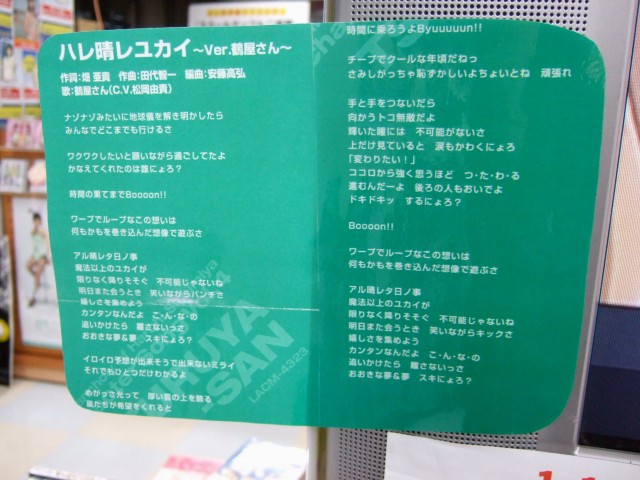 ハレ晴レユカイ～Ver.鶴屋さん～
作詞:畑 亜貴　作曲:田代智一　編曲:安藤高弘
歌:鶴屋さん(C.V.松岡由貴)
ナゾナゾみたいに地球儀を解き明かしたら
みんなでどこまでも行けるさ
ワクワクしたいと願いながら過ごしてたよ
かなえてくれたのは誰にょろ?
時間の果てまでBoooon!!
ワープでループなこの想いは
何もかもを巻き込んだ想像で遊ぶさ
アル晴レタ日ノ事
魔法以上のユカイが
限りなく降りそそぐ　不可能じゃないね
明日また会うとき　笑いながらパンチさ
嬉しさを集めよう
カンタンなんだよ　こ・ん・な・の
追いかけたら　離さないっさ
おおきな夢&夢　スキにょろ?
イロイロ予想が出来そうで出来ないミライ
それでもひとつだけわかるよ
めがっさ光って　厚い雲の上を飾る
星たちが希望をくれると
時間に乗ろうよByuuuuun!!
チープでクールな年頃だねっ
さみしがっちゃ恥ずかしいよちょいとね　頑張れ
手と手をつないだら
向かうトコ無敵だよ
輝いた瞳には　不可能がないさ
上だけ見ていると　涙もかわくにょろ
「変わりたい!」
ココロから強く思うほど　つ・た・わ・る
進むんだーよ　後ろの人もおいでよ
ドキドキッ　するにょろ?
Boooon!!
ワープでループなこの想いは
何もかもを巻き込んだ想像で遊ぶさ
アル晴レタ日ノ事
魔法以上のユカイが
限りなく降りそそぐ　不可能じゃないね
明日また会うとき　笑いながらキックさ
嬉しさを集めよう
カンタンなんだよ　こ・ん・な・の
追いかけたら　離さないっさ
おおきな夢&夢　スキにょろ?
-SAN
LACM-4323